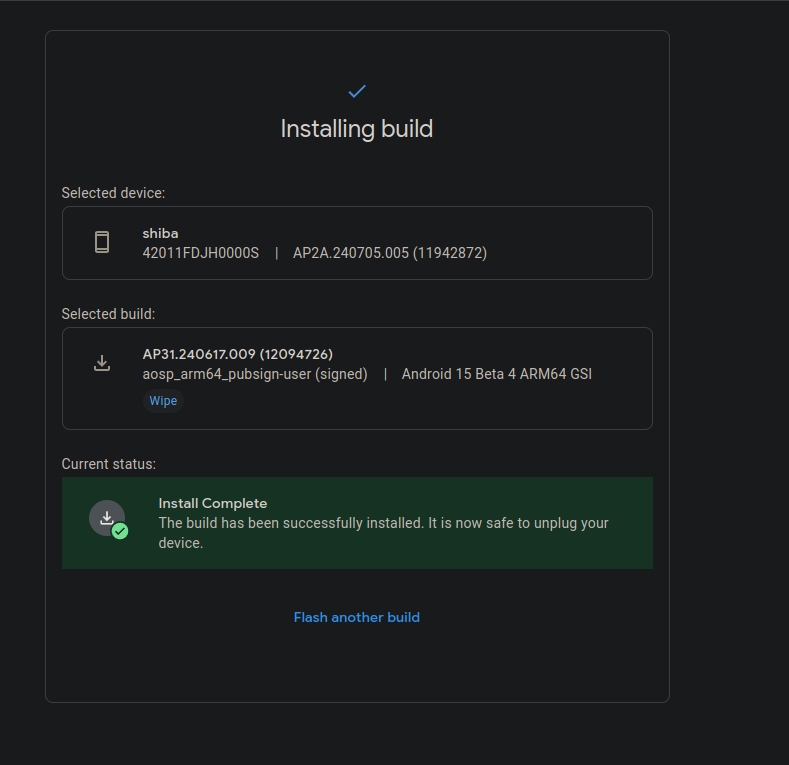 Installing build
Selected device:
shiba
42011FDJH0000S | AP2A.240705.005 (11942872)
Selected build:
AP31.240617.009 (12094726)
aosp_arm64_pubsign-user (signed) | Android 15 Beta 4 ARM64 GSI
Wipe
Current status:
Install Complete
The build has been successfully installed. It is now safe to unplug your
device.
Flash another build